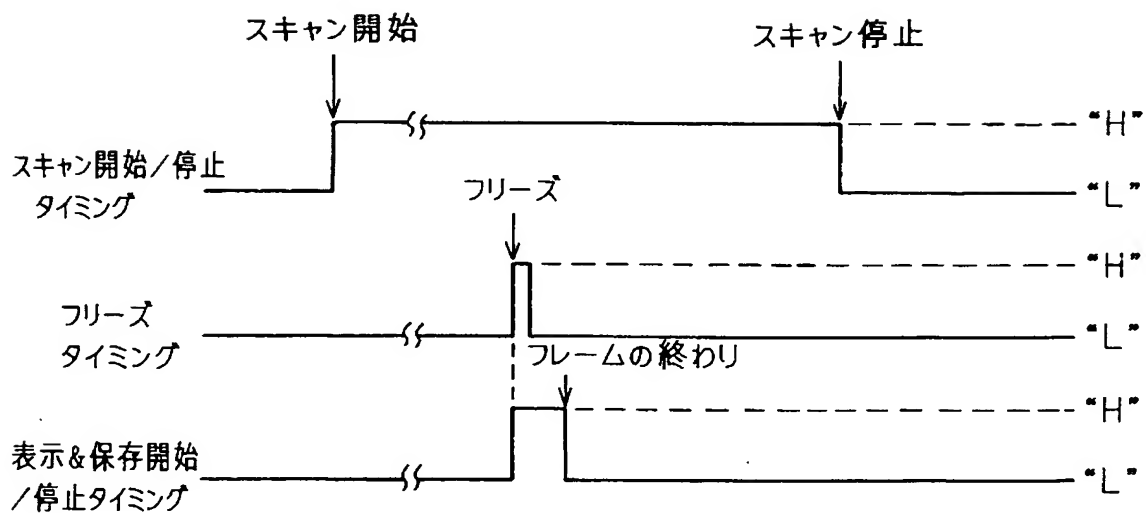 スキャン開始
スキャン停止
“H”
スキャン開始／停止
タイミング
“L”
フリーズ
“H”
フリーズ
タイミング
“L”
フレームの終わり
“H”
表示&保存開始
／停止タイミング
“L”